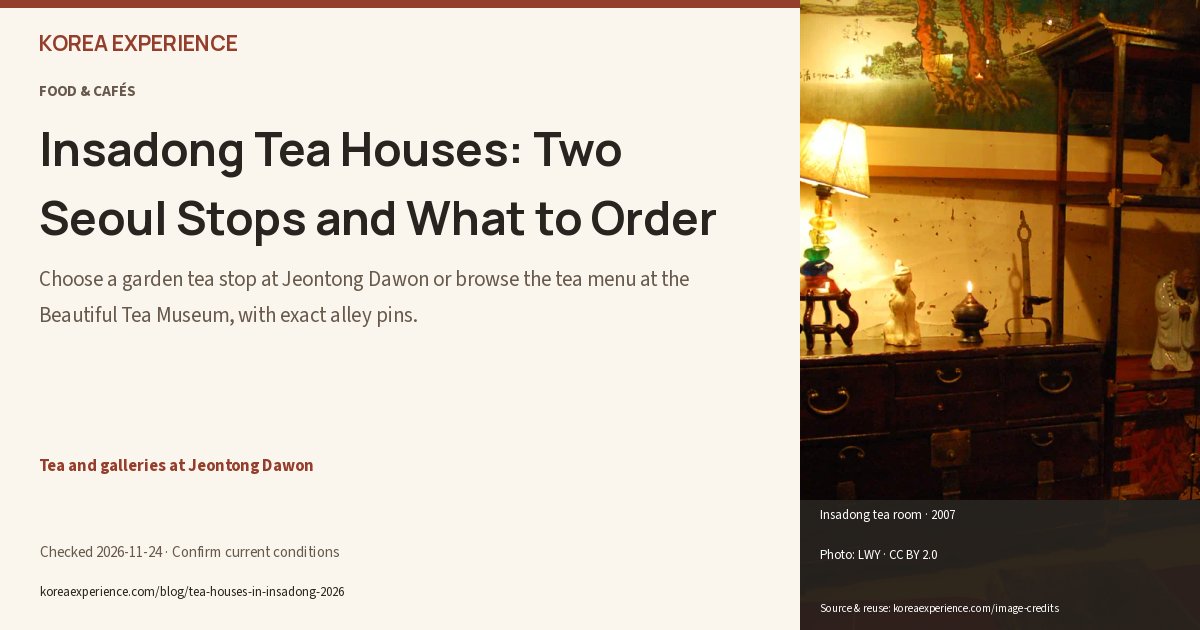 KOREA EXPERIENCE
FOOD & CAFÉS
Insadong Tea Houses: Two
Seoul Stops and What to Order
Choose a garden tea stop at Jeontong Dawon or browse the tea menu at the
Beautiful Tea Museum, with exact alley pins.
Tea and galleries at Jeontong Dawon
Checked 2026-11-24 · Confirm current conditions
koreaexperience.com/blog/tea-houses-in-insadong-2026
Insadong tea room · 2007
Photo: LWY · CC BY 2.0
Source & reuse: koreaexperience.com/image-credits